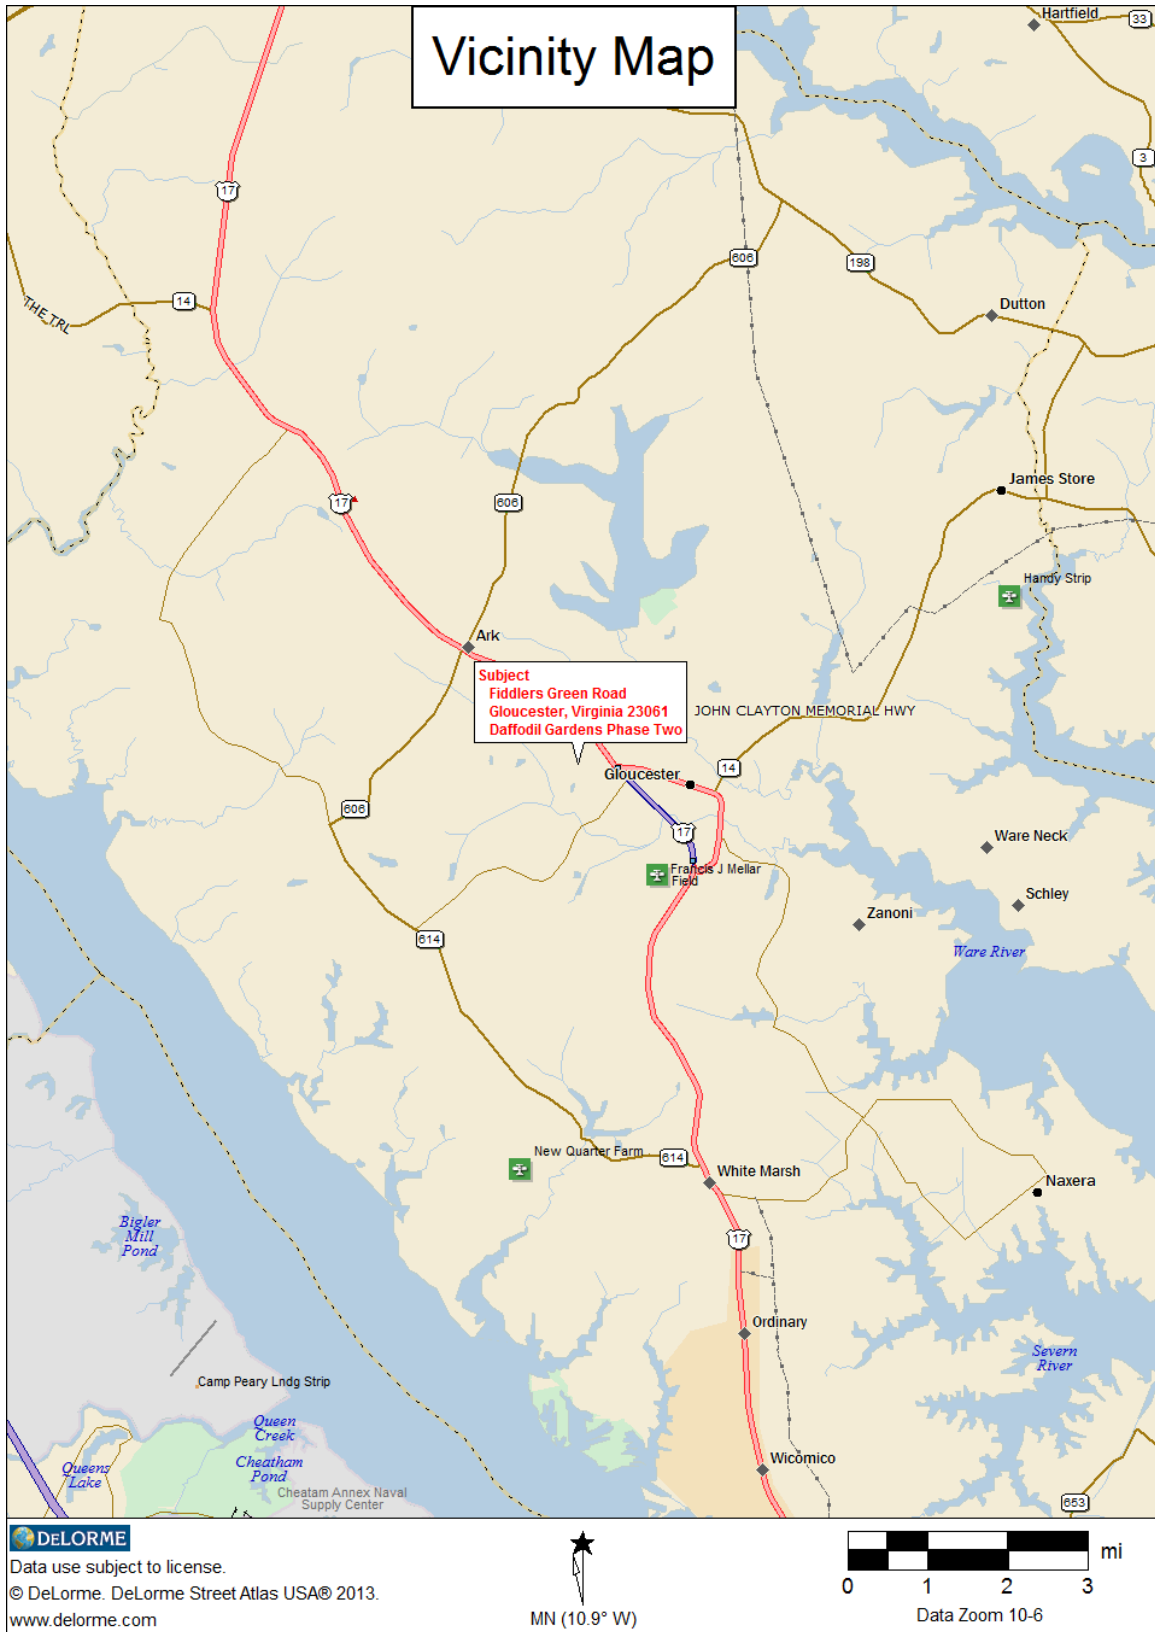 Vicinity Map
Hartfield
33
3
17
606
198
14
THE TRL
Dutton
James Store
17
606
Handy Strip
Ark
Subject
Fiddlers Green Road
Gloucester, Virginia 23061
Daffodil Gardens Phase Two
JOHN CLAYTON MEMORIAL HWY
Gloucester
14
606
17
Ware Neck
Francis J Mellar
Field
Schley
Zanoni
614
Ware River
New Quarter Farm
614
White Marsh
Naxera
Bigler
Mill
Pond
17
Ordinary
Severn
River
Camp Peary Lndg Strip
Queen
Creek
Queens
Lake
Cheatham
Pond
Wicomico
Cheatam Annex Naval
Supply Center
653
DELORME
Data use subject to license.
© DeLorme. DeLorme Street Atlas USA® 2013.
www.delorme.com
MN (10.9° W)
mi
0 1 2 3
Data Zoom 10-6